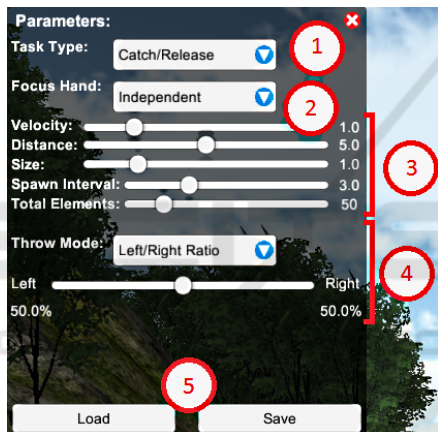 Parameters:
Task Type: Catch/Release 1
Focus Hand: Independent 2
Velocity: 1.0
Distance: 5.0
Size: 1.0 3
Spawn Interval: 3.0
Total Elements: 50
Throw Mode: Left/Right Ratio 4
Left Right
50.0% 50.0%
5
Load Save